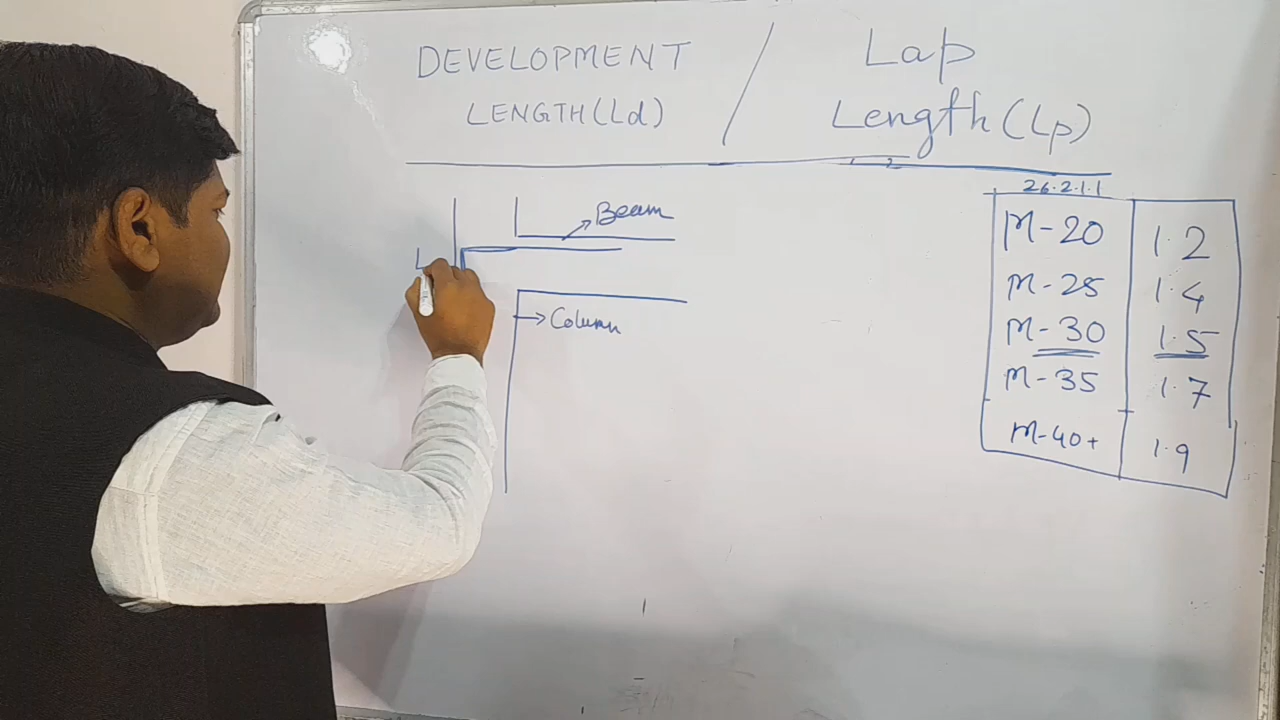 DEVELOPMENT
LENGTH (Ld)
/
Lap
Length (Lp)
26.2.1.1
M-20 1.2
M-25 1.4
M-30 1.5
M-35 1.7
M-40+ 1.9
Beam
L
Column